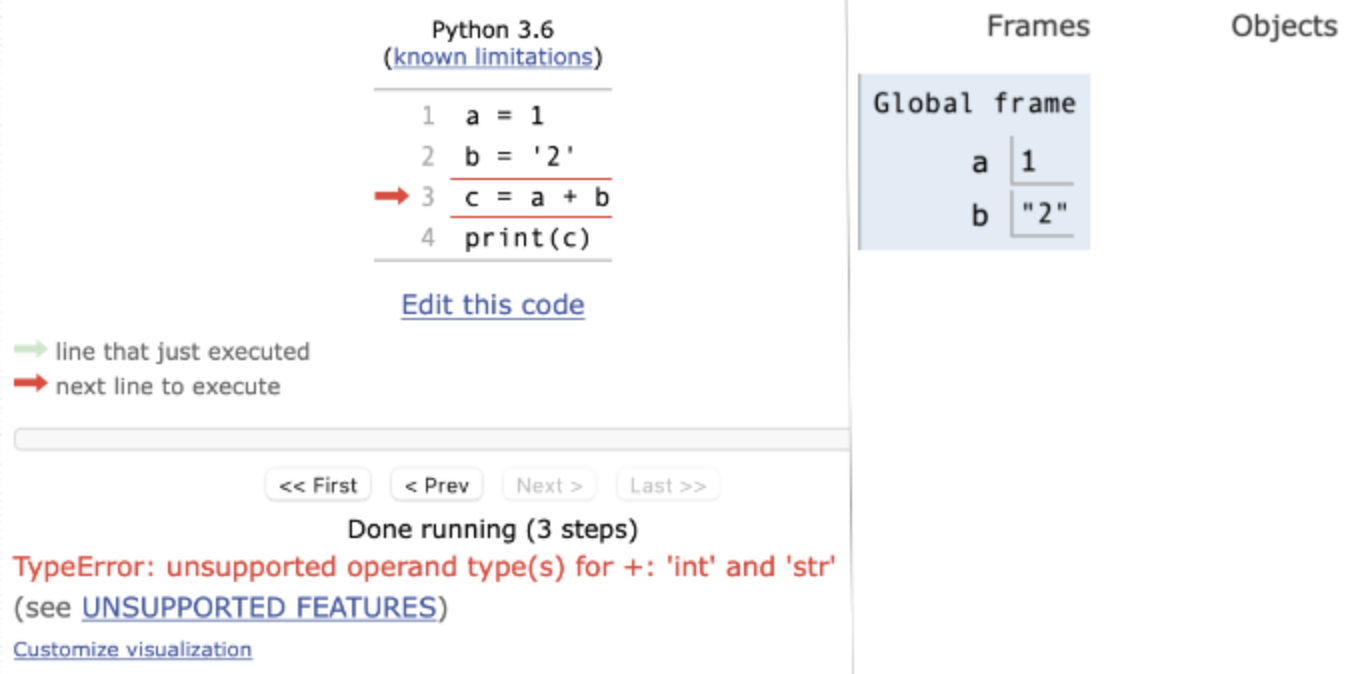 Python 3.6
(known limitations)
1 a = 1
2 b = '2'
3 c = a + b
4 print(c)
Edit this code
line that just executed
next line to execute
<< First < Prev Next > Last >>
Done running (3 steps)
TypeError: unsupported operand type(s) for +: 'int' and 'str'
(see UNSUPPORTED FEATURES)
Customize visualization
Frames Objects
Global frame
a 1
b "2"